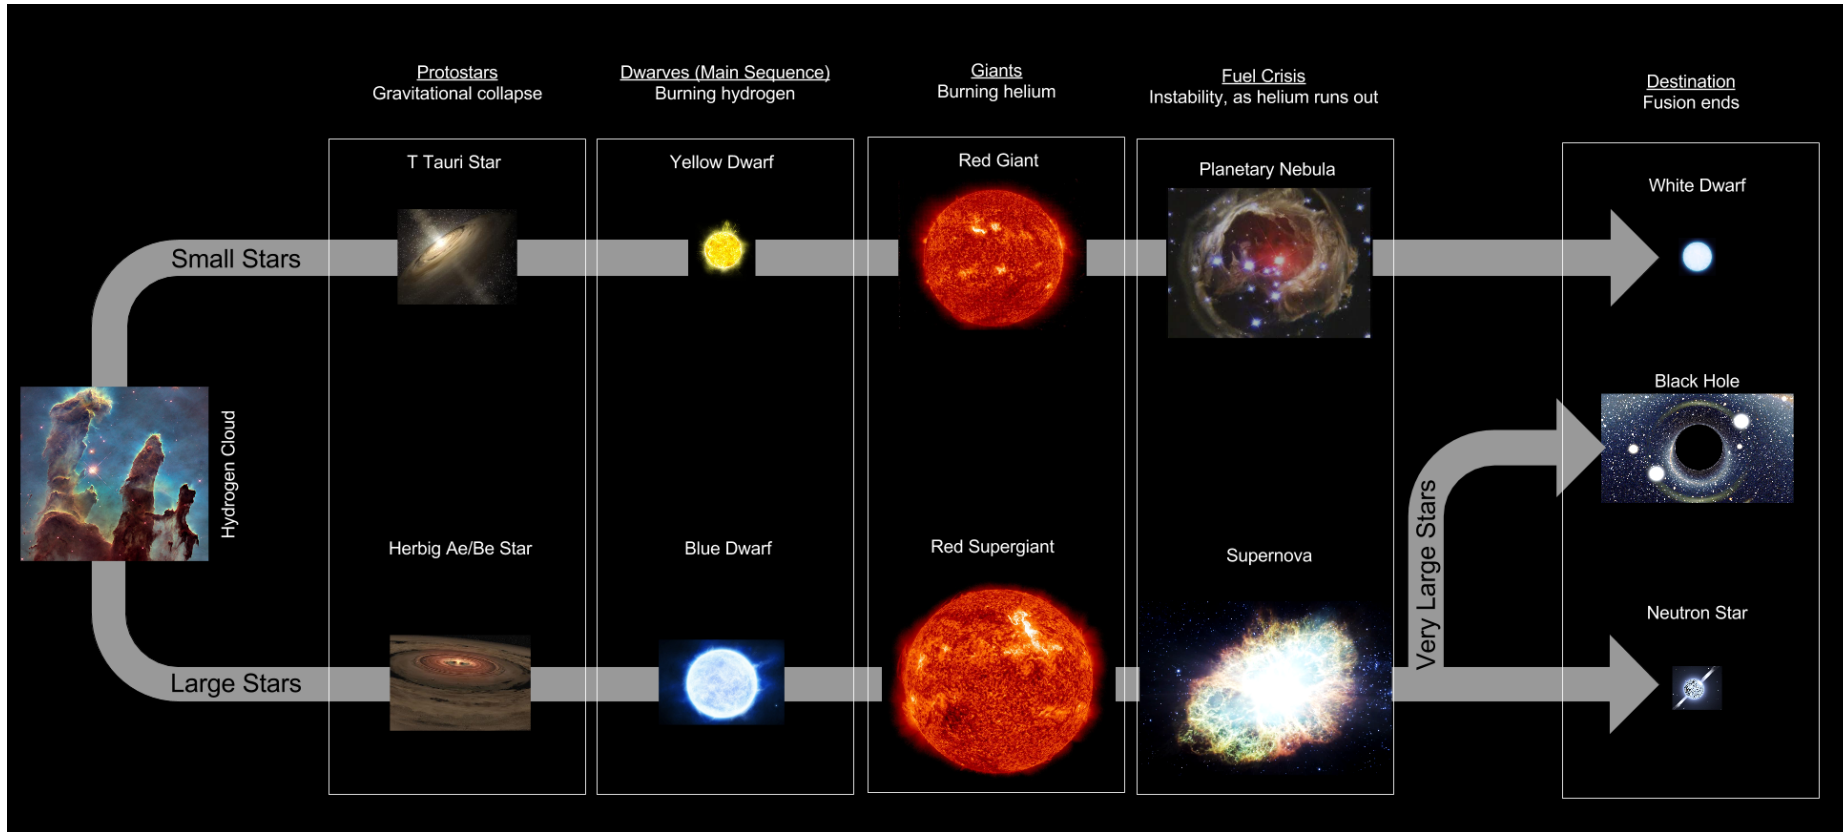 Protostars
Gravitational collapse
Dwarves (Main Sequence)
Burning hydrogen
Giants
Burning helium
Fuel Crisis
Instability, as helium runs out
Destination
Fusion ends
T Tauri Star
Yellow Dwarf
Red Giant
Planetary Nebula
White Dwarf
Small Stars
Black Hole
Hydrogen Cloud
Very Large Stars
Herbig Ae/Be Star
Blue Dwarf
Red Supergiant
Supernova
Neutron Star
Large Stars